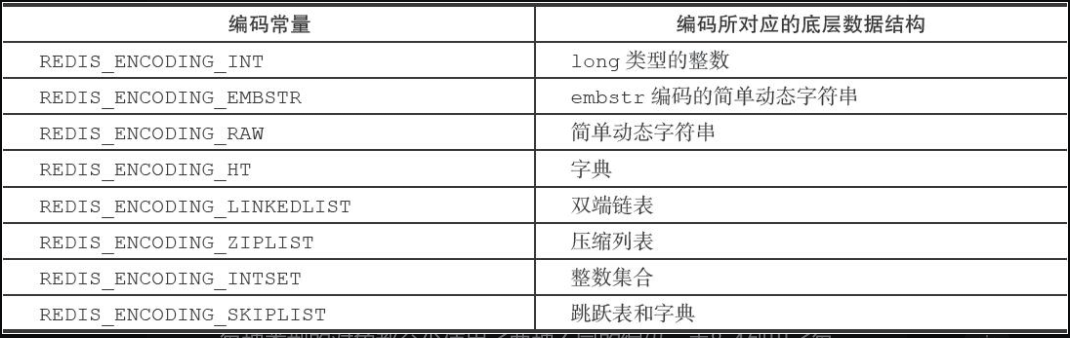 编码常量 编码所对应的底层数据结构
REDIS_ENCODING_INT long 类型的整数
REDIS_ENCODING_EMBSTR embstr 编码的简单动态字符串
REDIS_ENCODING_RAW 简单动态字符串
REDIS_ENCODING_HT 字典
REDIS_ENCODING_LINKEDLIST 双端链表
REDIS_ENCODING_ZIPLIST 压缩列表
REDIS_ENCODING_INTSET 整数集合
REDIS_ENCODING_SKIPLIST 跳跃表和字典